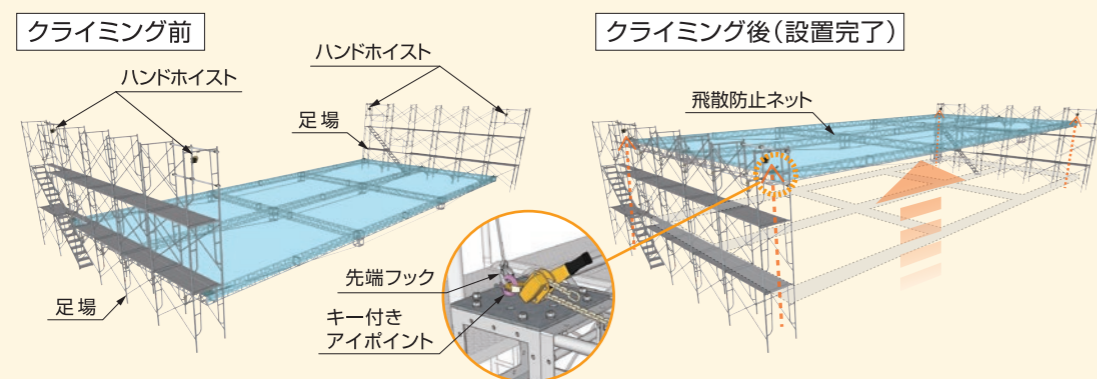 クライミング前
ハンドホイスト
ハンドホイスト
足場
足場
先端フック
キー付き
アイポイント
クライミング後(設置完了)
飛散防止ネット